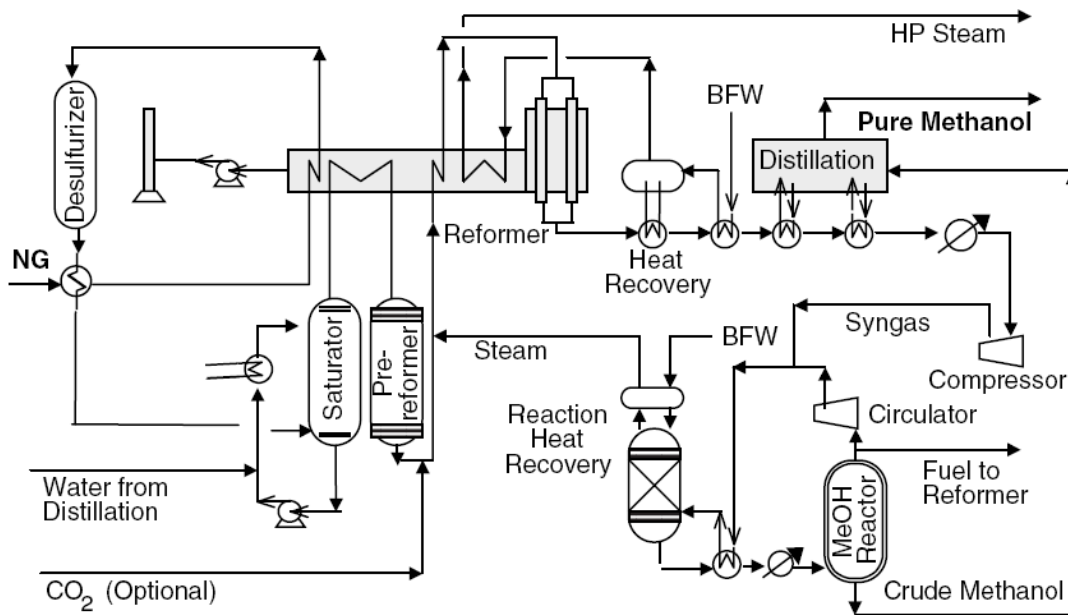 HP Steam
BFW
Pure Methanol
Desulfurizer
Distillation
Reformer
NG
Heat
Recovery
Syngas
Steam
BFW
Compressor
Saturator
Pre-
reformer
Reaction
Heat
Recovery
Circulator
Fuel to
Reformer
Water from
Distillation
MeOH
Reactor
CO2 (Optional)
Crude Methanol